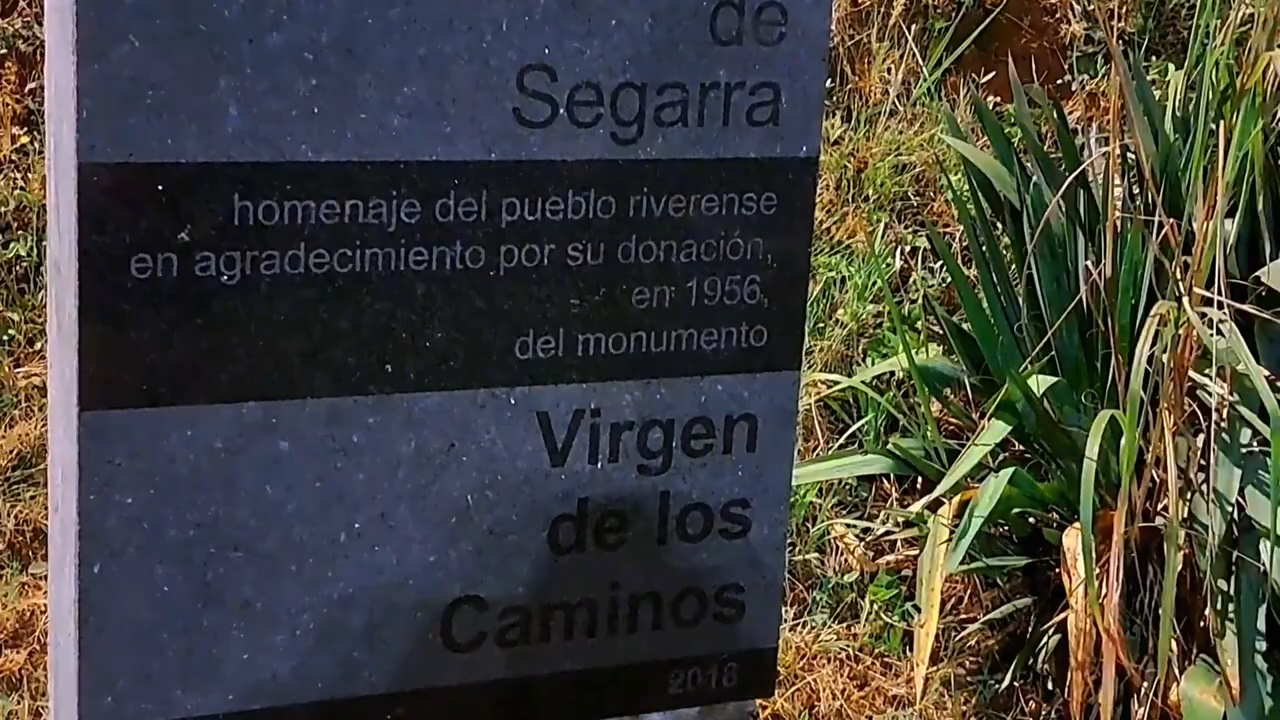 de
Segarra
homenaje del pueblo riverense
en agradecimiento por su donación,
en 1956,
del monumento
Virgen
de los
Caminos
2018